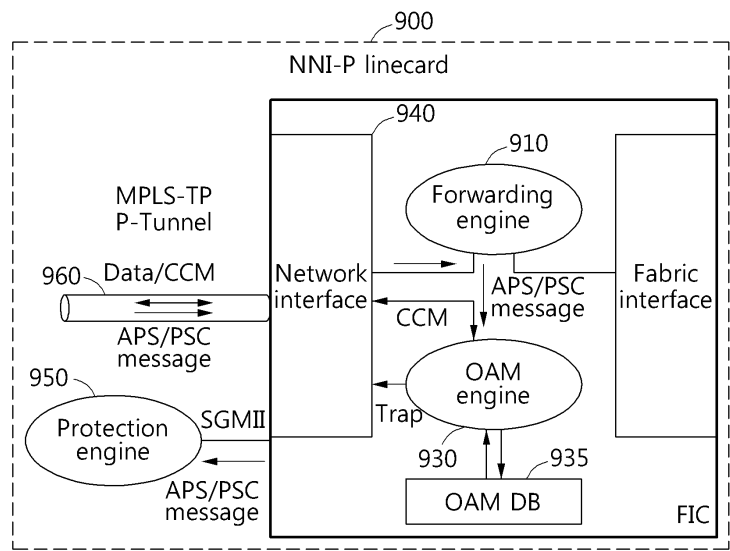 900
NNI-P linecard
940
910
Forwarding
engine
MPLS-TP
P-Tunnel
960
Data/CCM
Network
interface
Fabric
interface
APS/PSC
message
CCM
APS/PSC
message
950
OAM
engine
Protection
engine
SGMII
Trap
930
935
APS/PSC
message
OAM DB
FIC